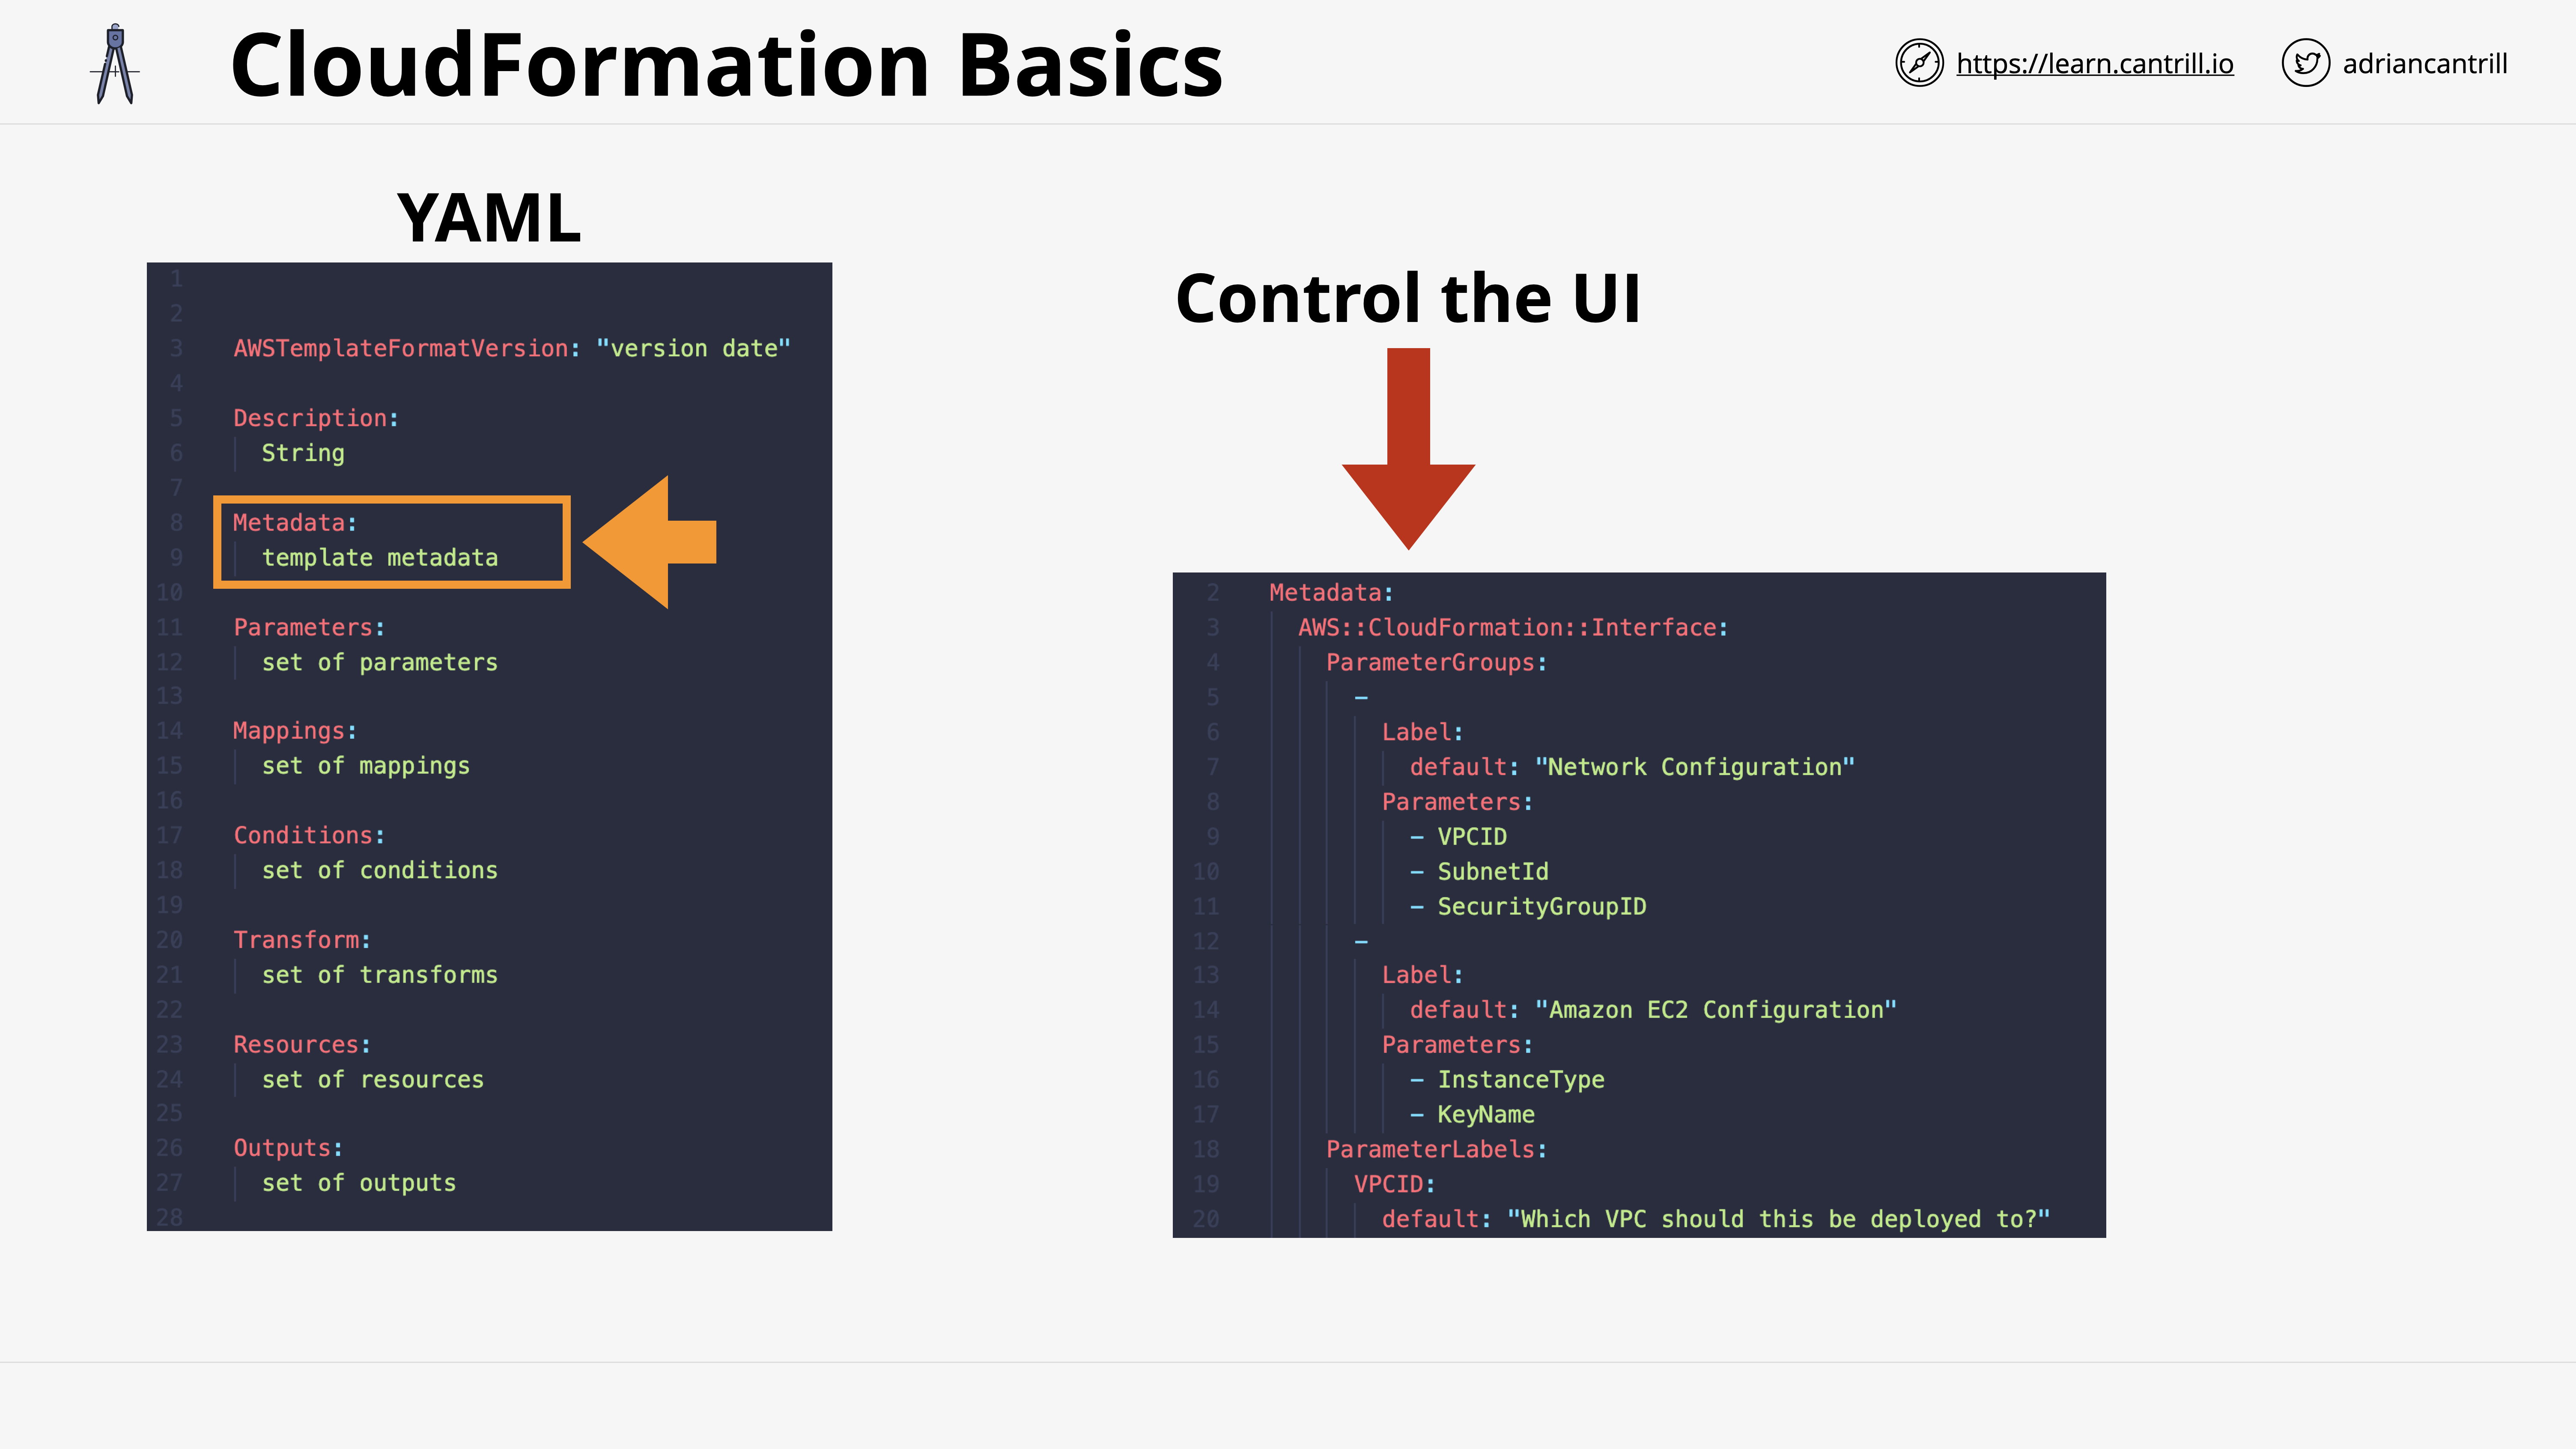 CloudFormation Basics
https://learn.cantrill.io
adriancantrill
YAML
1
2
3 AWSTemplateFormatVersion: "version date"
4
5 Description:
6 String
7
8 Metadata:
9 template metadata
10
11 Parameters:
12 set of parameters
13
14 Mappings:
15 set of mappings
16
17 Conditions:
18 set of conditions
19
20 Transform:
21 set of transforms
22
23 Resources:
24 set of resources
25
26 Outputs:
27 set of outputs
28
Control the UI
2 Metadata:
3 AWS::CloudFormation::Interface:
4 ParameterGroups:
5 -
6 Label:
7 default: "Network Configuration"
8 Parameters:
9 - VPCID
10 - SubnetId
11 - SecurityGroupID
12 -
13 Label:
14 default: "Amazon EC2 Configuration"
15 Parameters:
16 - InstanceType
17 - KeyName
18 ParameterLabels:
19 VPCID:
20 default: "Which VPC should this be deployed to?"